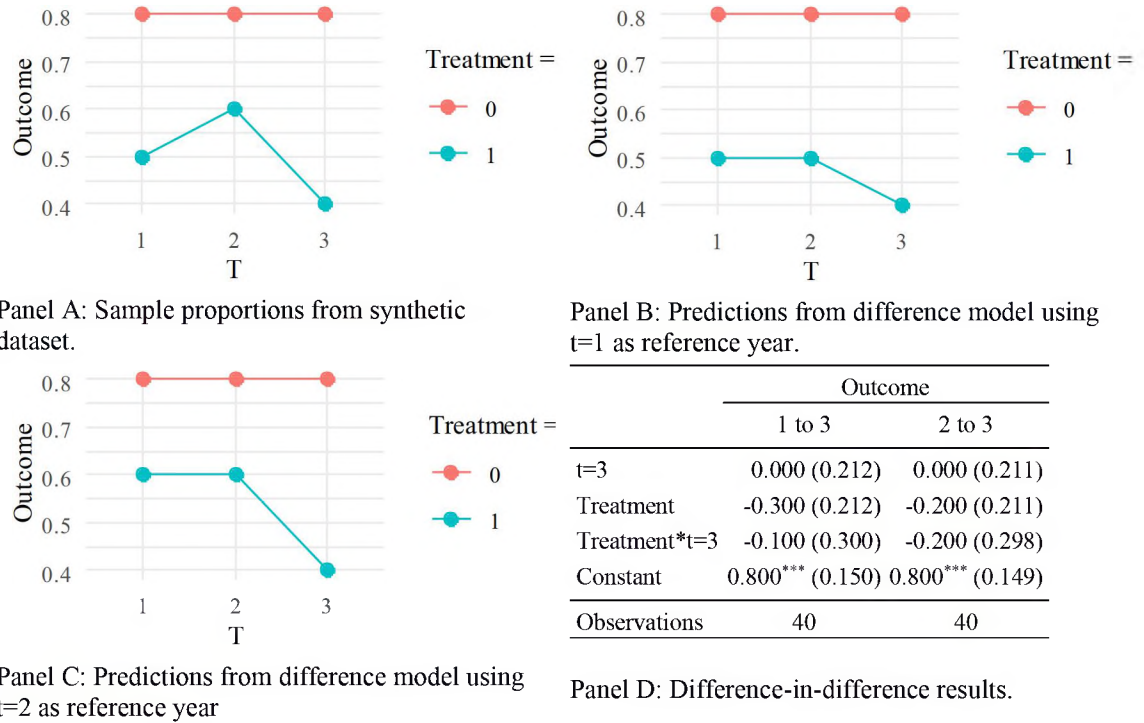 0.8
0.7
0.6
0.5
0.4
Outcome
1 2 3
T
Treatment =
0
1
Panel A: Sample proportions from synthetic
dataset.
0.8
0.7
0.6
0.5
0.4
Outcome
1 2 3
T
Treatment =
0
1
Panel B: Predictions from difference model using
t=1 as reference year.
0.8
0.7
0.6
0.5
0.4
Outcome
1 2 3
T
Treatment =
0
1
Panel C: Predictions from difference model using
t=2 as reference year
Outcome
1 to 3 2 to 3
t=3 0.000 (0.212) 0.000 (0.211)
Treatment -0.300 (0.212) -0.200 (0.211)
Treatment*t=3 -0.100 (0.300) -0.200 (0.298)
Constant 0.800*** (0.150) 0.800*** (0.149)
Observations 40 40
Panel D: Difference-in-difference results.